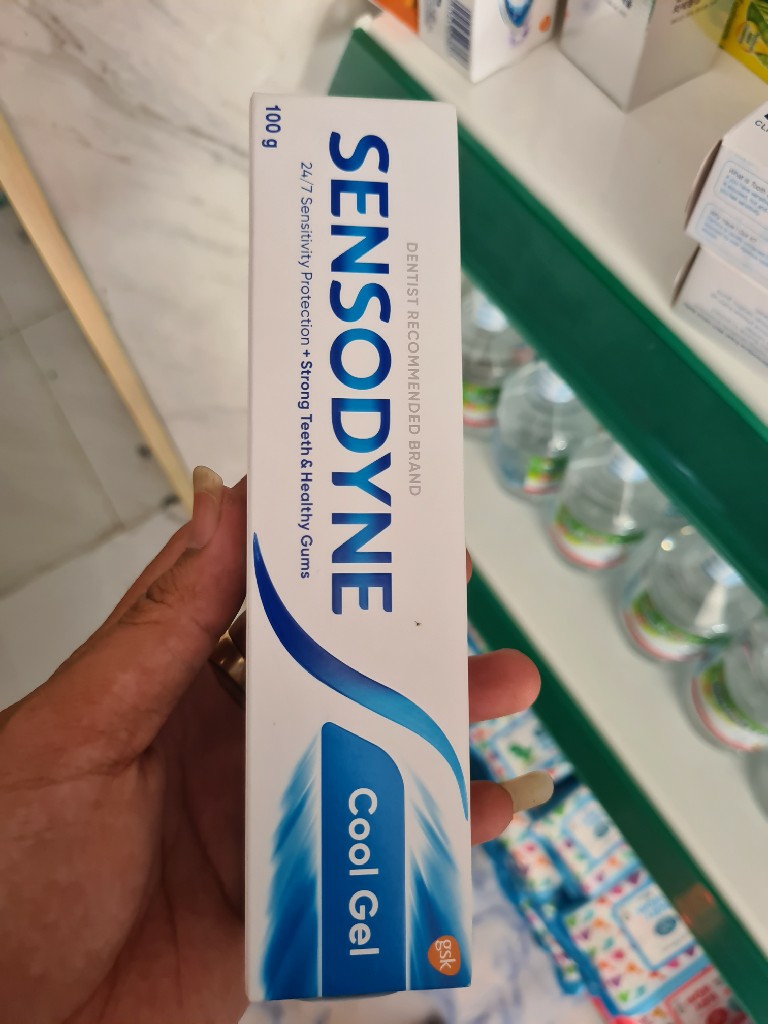 DENTIST RECOMMENDED BRAND
SENSODYNE
24/7 Sensitivity Protection + Strong Teeth & Healthy Gums
100 g
Cool Gel
gsk